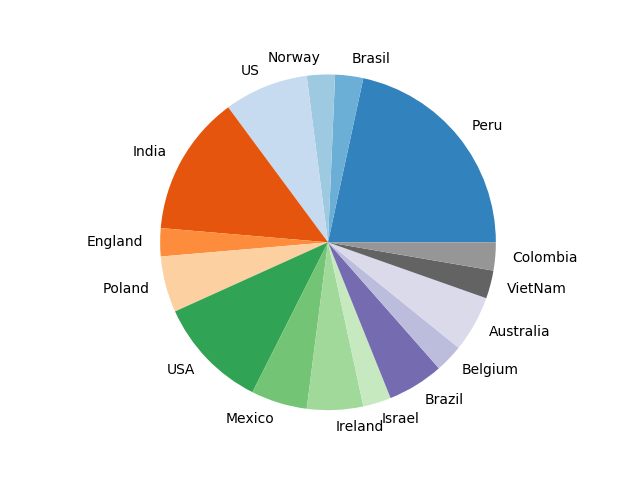 Norway
Brasil
US
Peru
India
England
Poland
Colombia
VietNam
Australia
USA
Belgium
Brazil
Mexico
Ireland
Israel